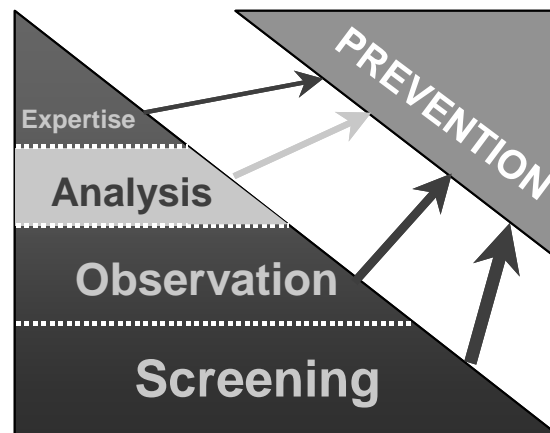 PREVENTION
Expertise
Analysis
Observation
Screening